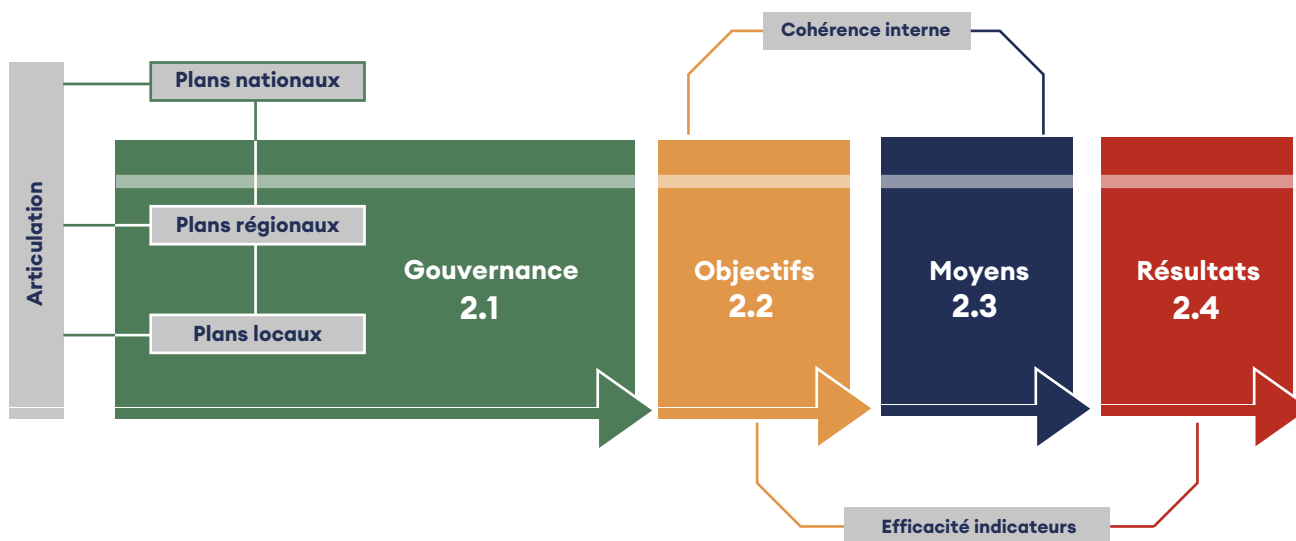 Cohérence interne
Plans nationaux
Articulation
Plans régionaux
Plans locaux
Gouvernance
2.1
Objectifs
2.2
Moyens
2.3
Résultats
2.4
Efficacité indicateurs